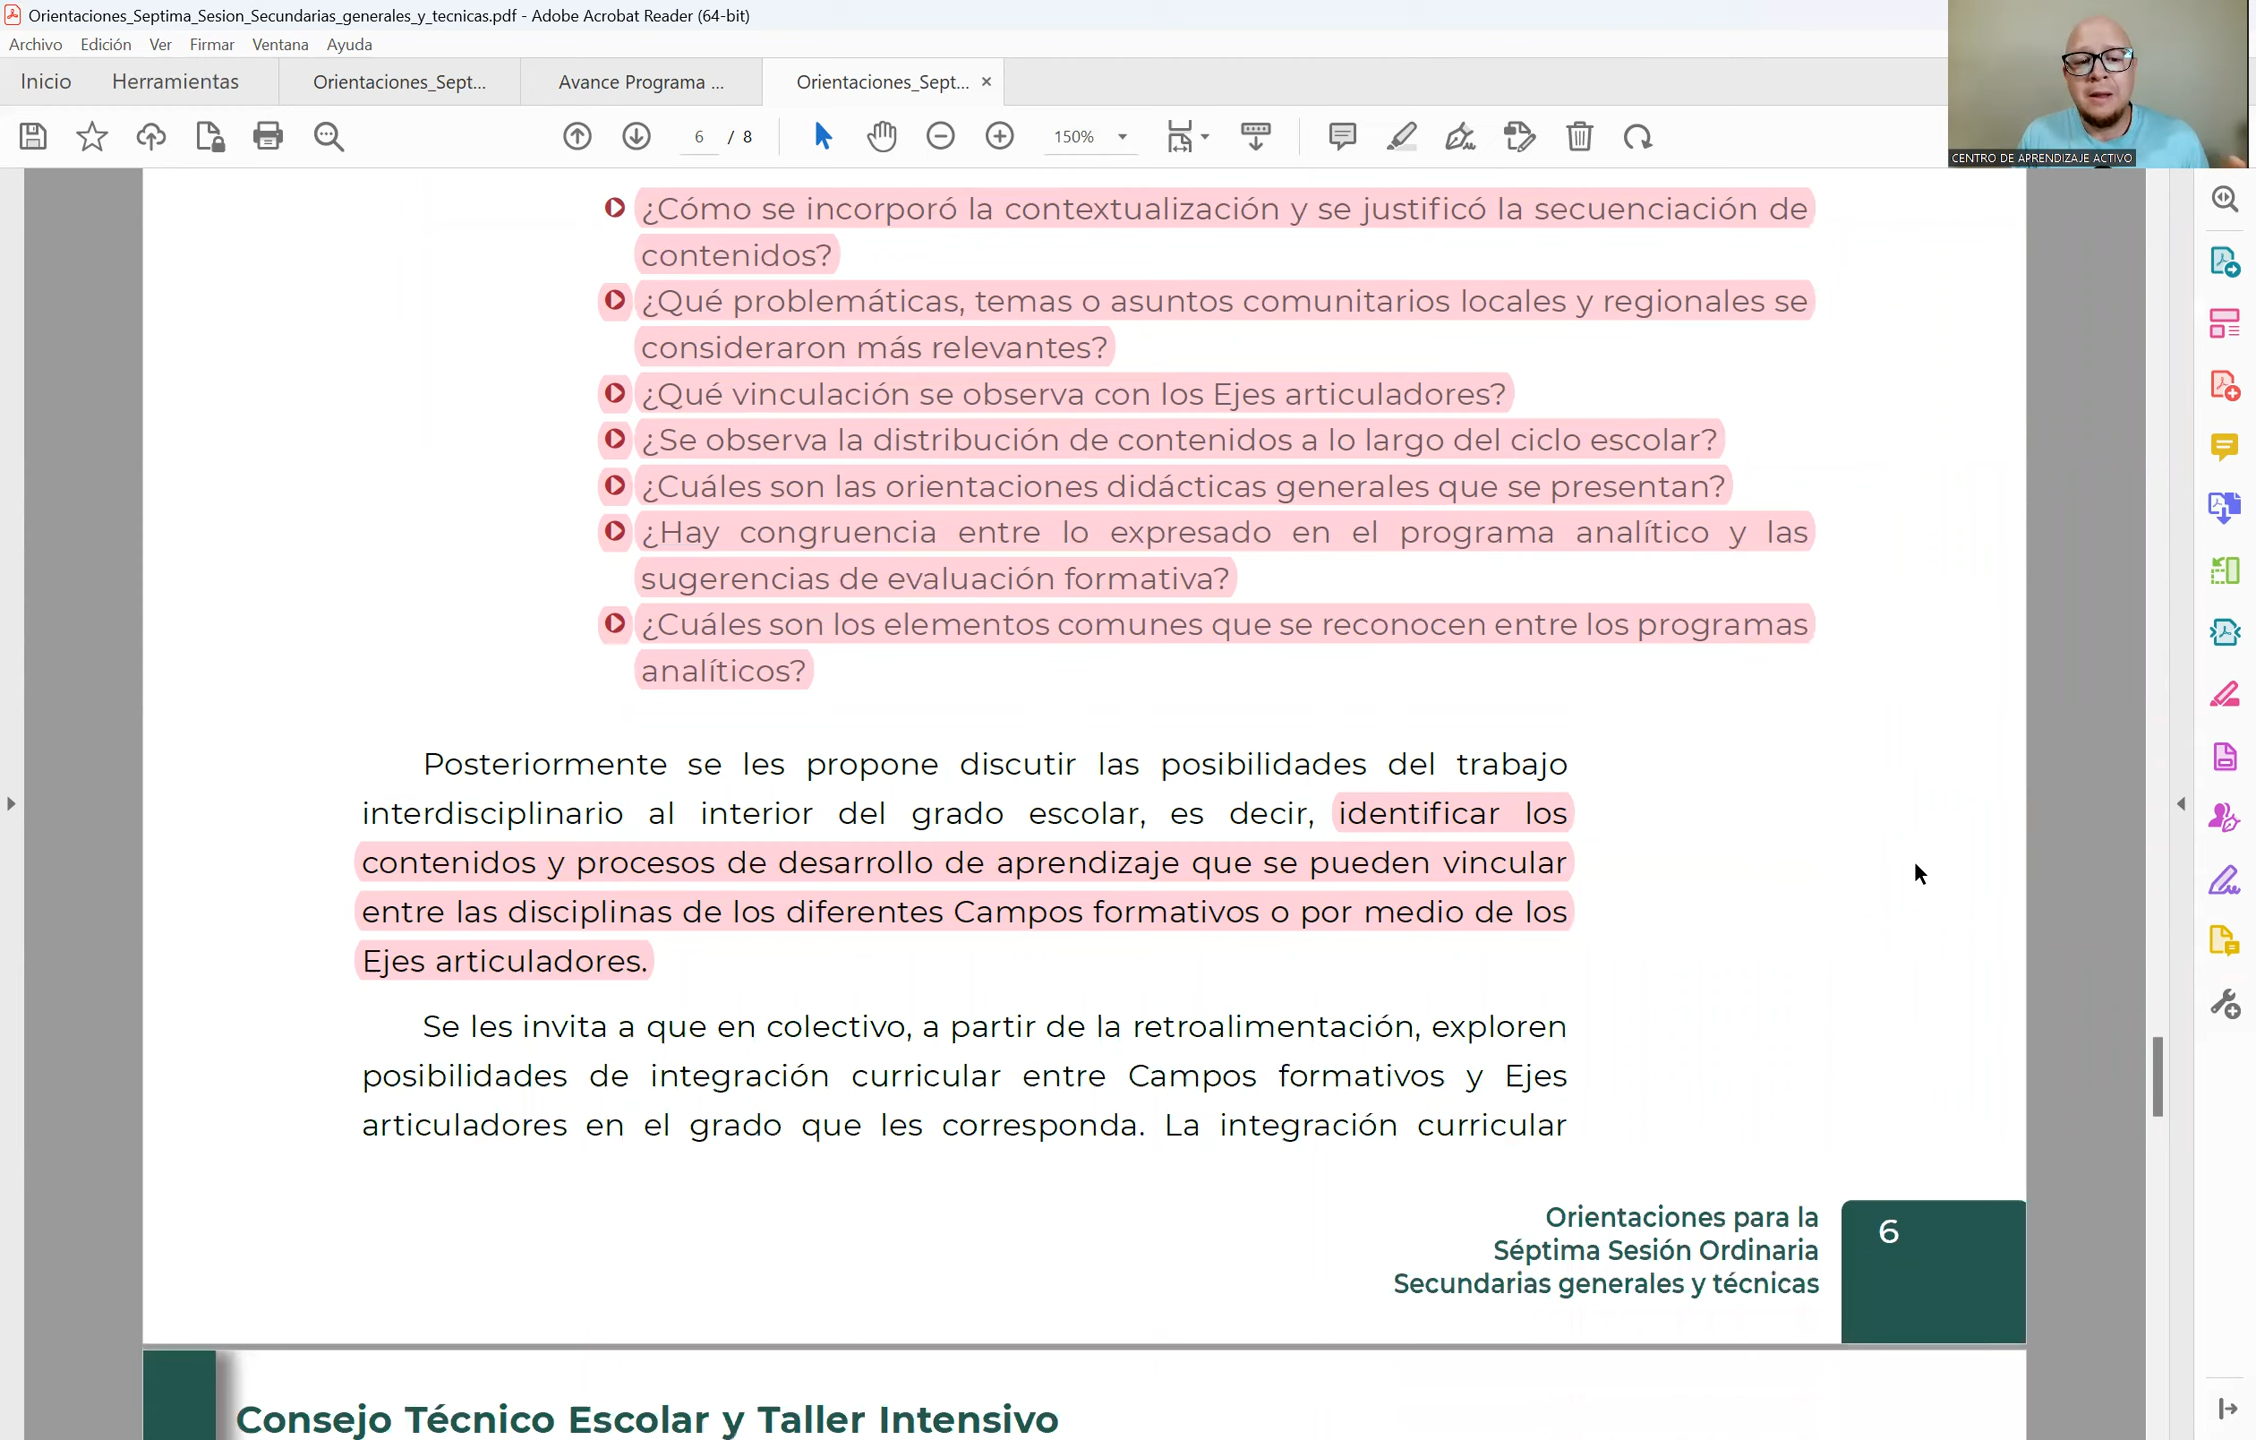 Orientaciones_Septima_Sesion_Secundarias_generales_y_tecnicas.pdf - Adobe Acrobat Reader (64-bit)
Archivo Edición Ver Firmar Ventana Ayuda
Inicio Herramientas Orientaciones_Sept... Avance Programa ... Orientaciones_Sept... ×
6 / 8 150%
CENTRO DE APRENDIZAJE ACTIVO
¿Cómo se incorporó la contextualización y se justificó la secuenciación de
contenidos?
¿Qué problemáticas, temas o asuntos comunitarios locales y regionales se
consideraron más relevantes?
¿Qué vinculación se observa con los Ejes articuladores?
¿Se observa la distribución de contenidos a lo largo del ciclo escolar?
¿Cuáles son las orientaciones didácticas generales que se presentan?
¿Hay congruencia entre lo expresado en el programa analítico y las
sugerencias de evaluación formativa?
¿Cuáles son los elementos comunes que se reconocen entre los programas
analíticos?
Posteriormente se les propone discutir las posibilidades del trabajo
interdisciplinario al interior del grado escolar, es decir, identificar los
contenidos y procesos de desarrollo de aprendizaje que se pueden vincular
entre las disciplinas de los diferentes Campos formativos o por medio de los
Ejes articuladores.
Se les invita a que en colectivo, a partir de la retroalimentación, exploren
posibilidades de integración curricular entre Campos formativos y Ejes
articuladores en el grado que les corresponda. La integración curricular
Orientaciones para la
Séptima Sesión Ordinaria
Secundarias generales y técnicas
6
Consejo Técnico Escolar y Taller Intensivo